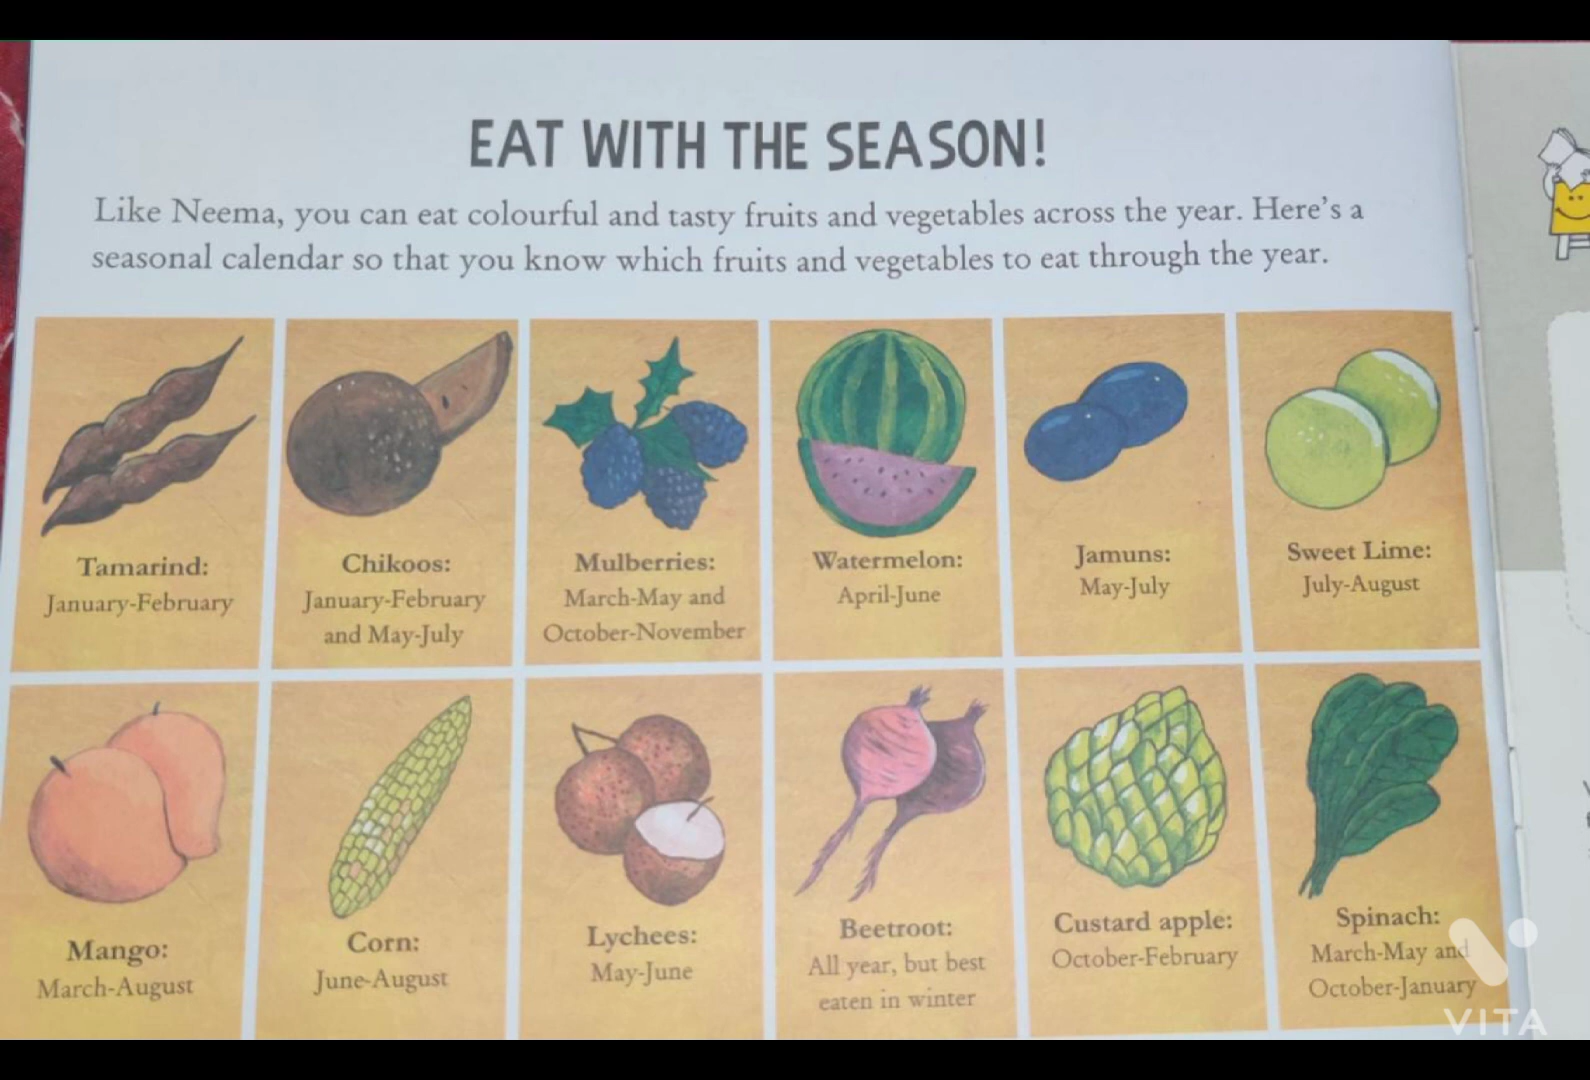 EAT WITH THE SEASON!
Like Neema, you can eat colourful and tasty fruits and vegetables across the year. Here's a
seasonal calendar so that you know which fruits and vegetables to eat through the year.
Tamarind:
January-February
Chikoos:
January-February
and May-July
Mulberries:
March-May and
October-November
Watermelon:
April-June
Jamuns:
May-July
Sweet Lime:
July-August
Mango:
March-August
Corn:
June-August
Lychees:
May-June
Beetroot:
All year, but best
eaten in winter
Custard apple:
October-February
Spinach:
March-May and
October-January
VITA